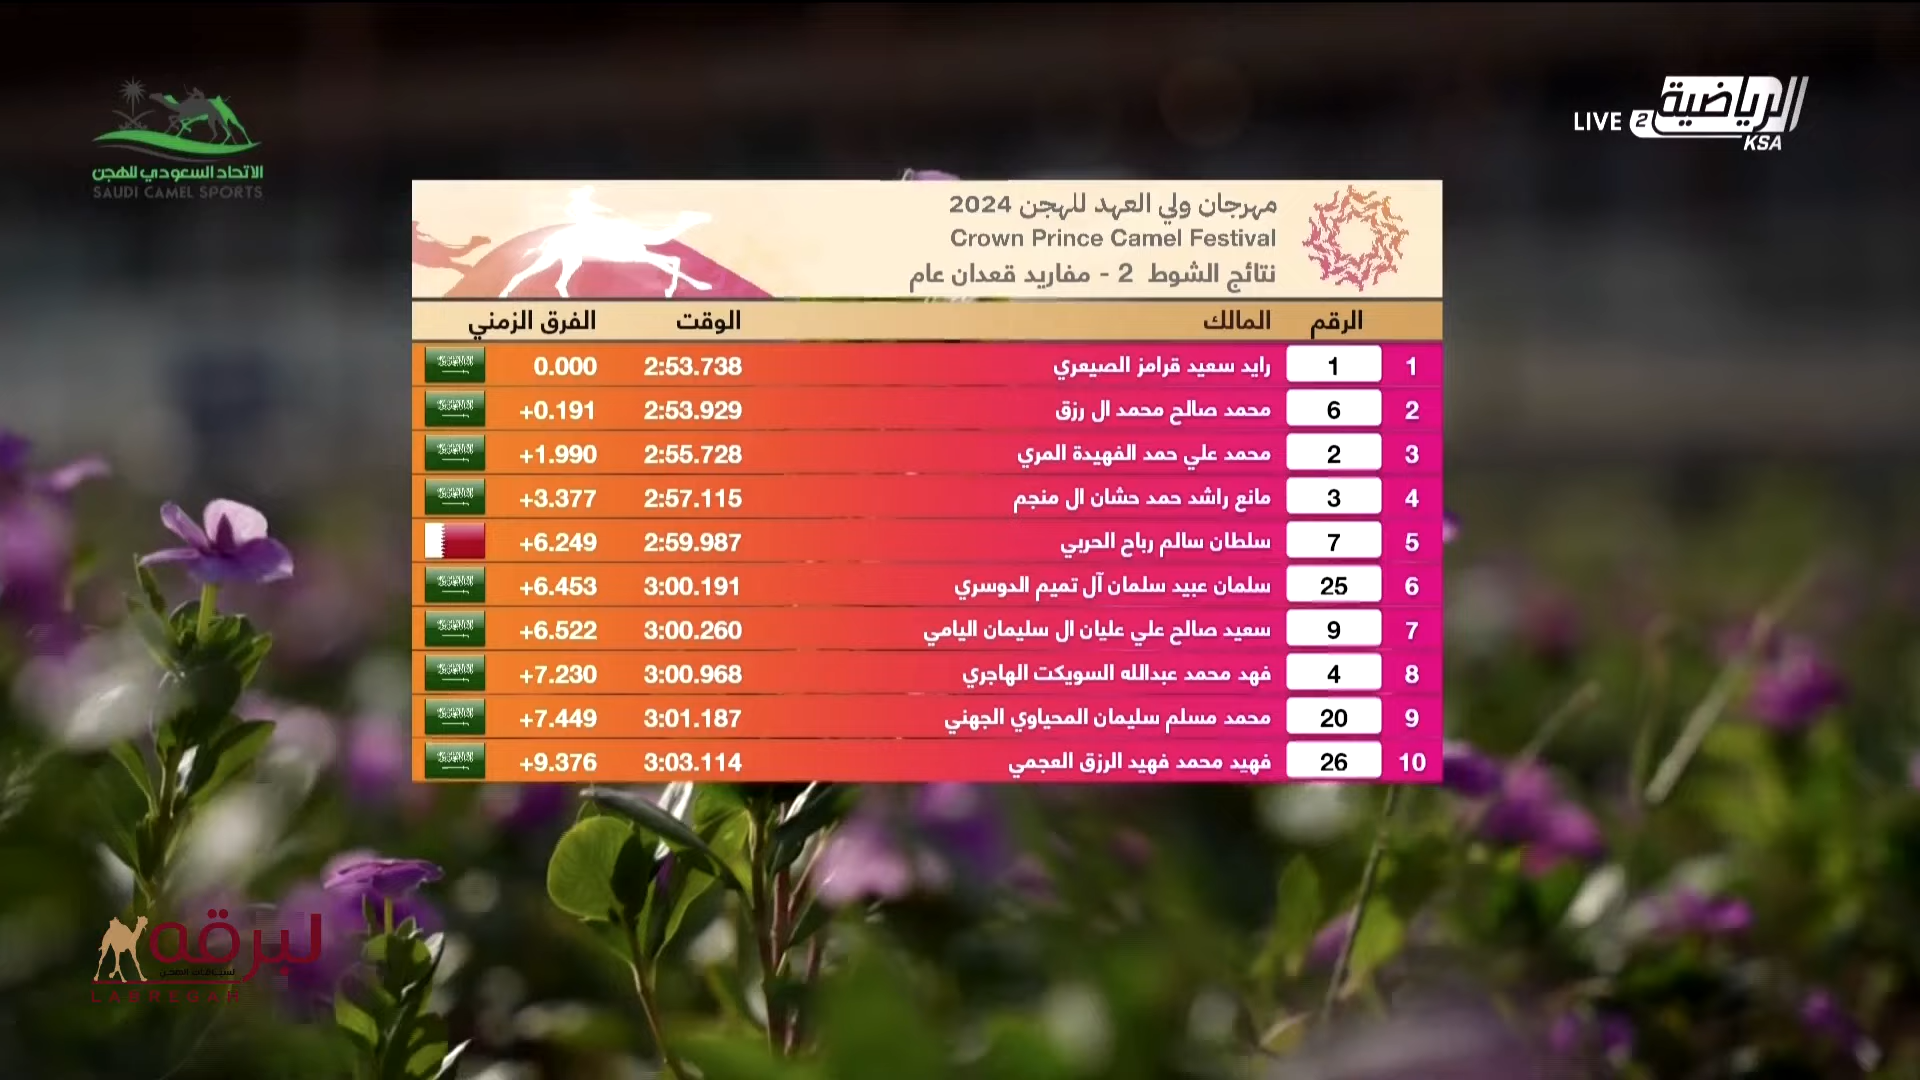 الاتحاد السعودي للهجن
SAUDI CAMEL SPORTS
LIVE 2 الرياضية
KSA
مهرجان ولي العهد للهجن 2024
Crown Prince Camel Festival
نتائج الشوط 2 - مفاريد قعدان عام
الرقم المالك الوقت الفرق الزمني
1 1 رايد سعيد قرامز الصيعري 2:53.738 0.000
2 6 محمد صالح محمد ال رزق 2:53.929 +0.191
3 2 محمد علي حمد الفهيدة المري 2:55.728 +1.990
4 3 مانع راشد حمد حشان ال منجم 2:57.115 +3.377
5 7 سلطان سالم رباح الحربي 2:59.987 +6.249
6 25 سلمان عبيد سلمان آل تميم الدوسري 3:00.191 +6.453
7 9 سعيد صالح علي عليان ال سليمان اليامي 3:00.260 +6.522
8 4 فهد محمد عبدالله السويكت الهاجري 3:00.968 +7.230
9 20 محمد مسلم سليمان المحياوي الجهني 3:01.187 +7.449
10 26 فهيد محمد فهيد الرزق العجمي 3:03.114 +9.376
لبرقه
لسباقات الهجن
LABREGAH